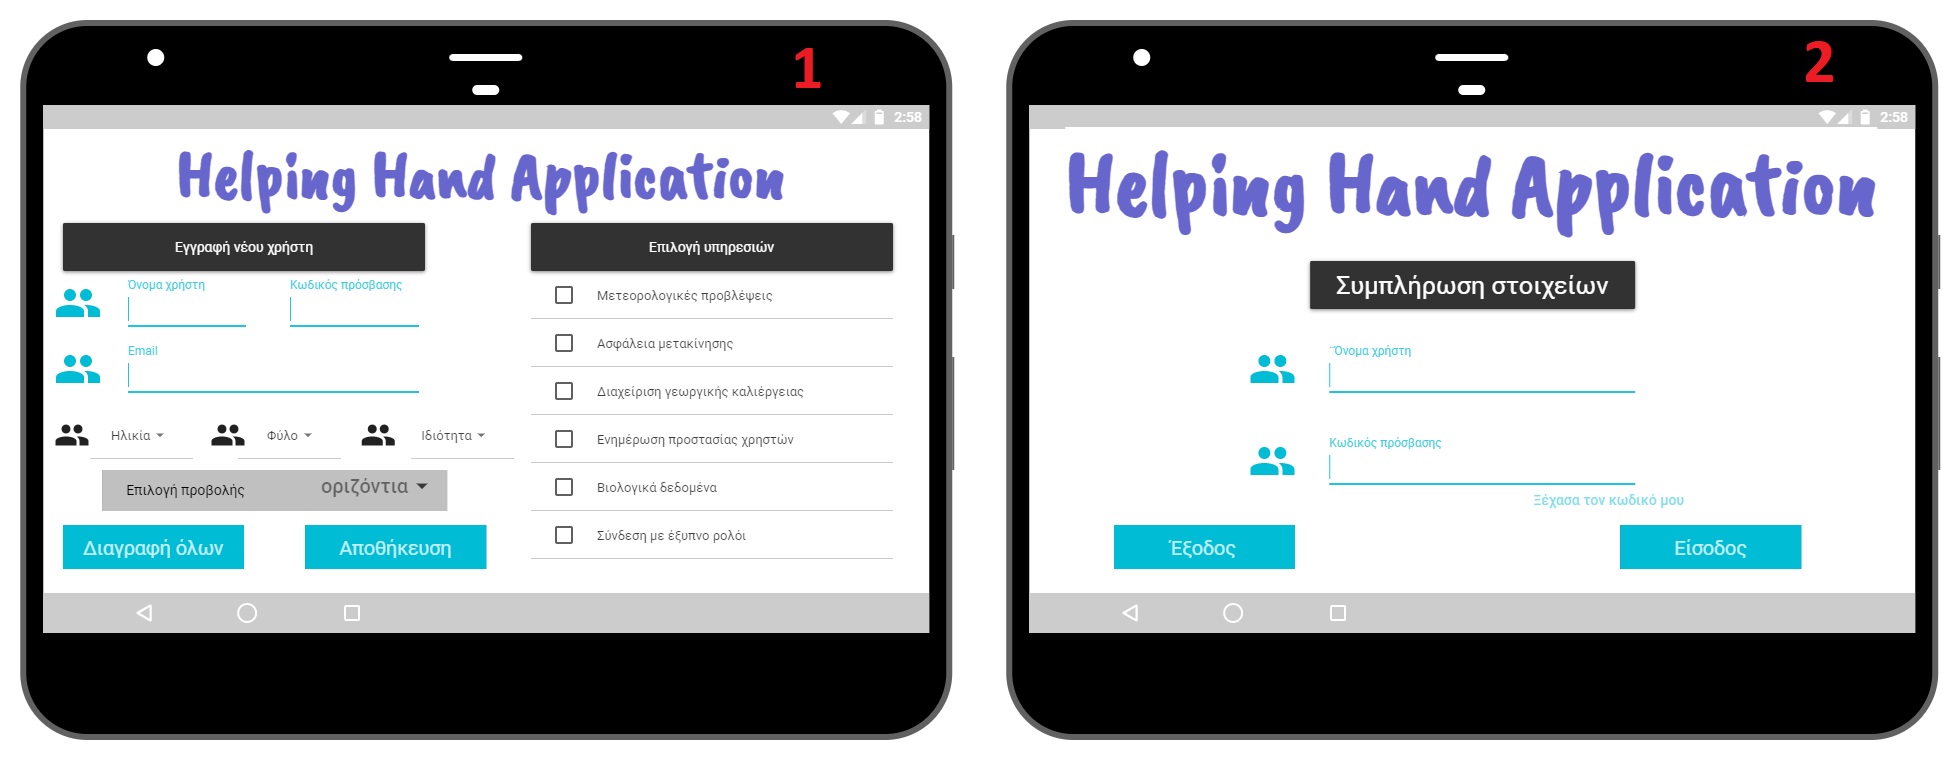 1
2:58
Helping Hand Application
Εγγραφή νέου χρήστη
Όνομα χρήστη
Κωδικός πρόσβασης
Email
Ηλικία
Φύλο
Ιδιότητα
Επιλογή προβολής
οριζόντια
Διαγραφή όλων
Αποθήκευση
Επιλογή υπηρεσιών
Μετεορολογικές προβλέψεις
Ασφάλεια μετακίνησης
Διαχείριση γεωργικής καλιέργειας
Ενημέρωση προστασίας χρηστών
Βιολογικά δεδομένα
Σύνδεση με έξυπνο ρολόι
2
2:58
Helping Hand Application
Συμπλήρωση στοιχείων
¨Όνομα χρήστη
Κωδικός πρόσβασης
Ξέχασα τον κωδικό μου
Έξοδος
Είσοδος